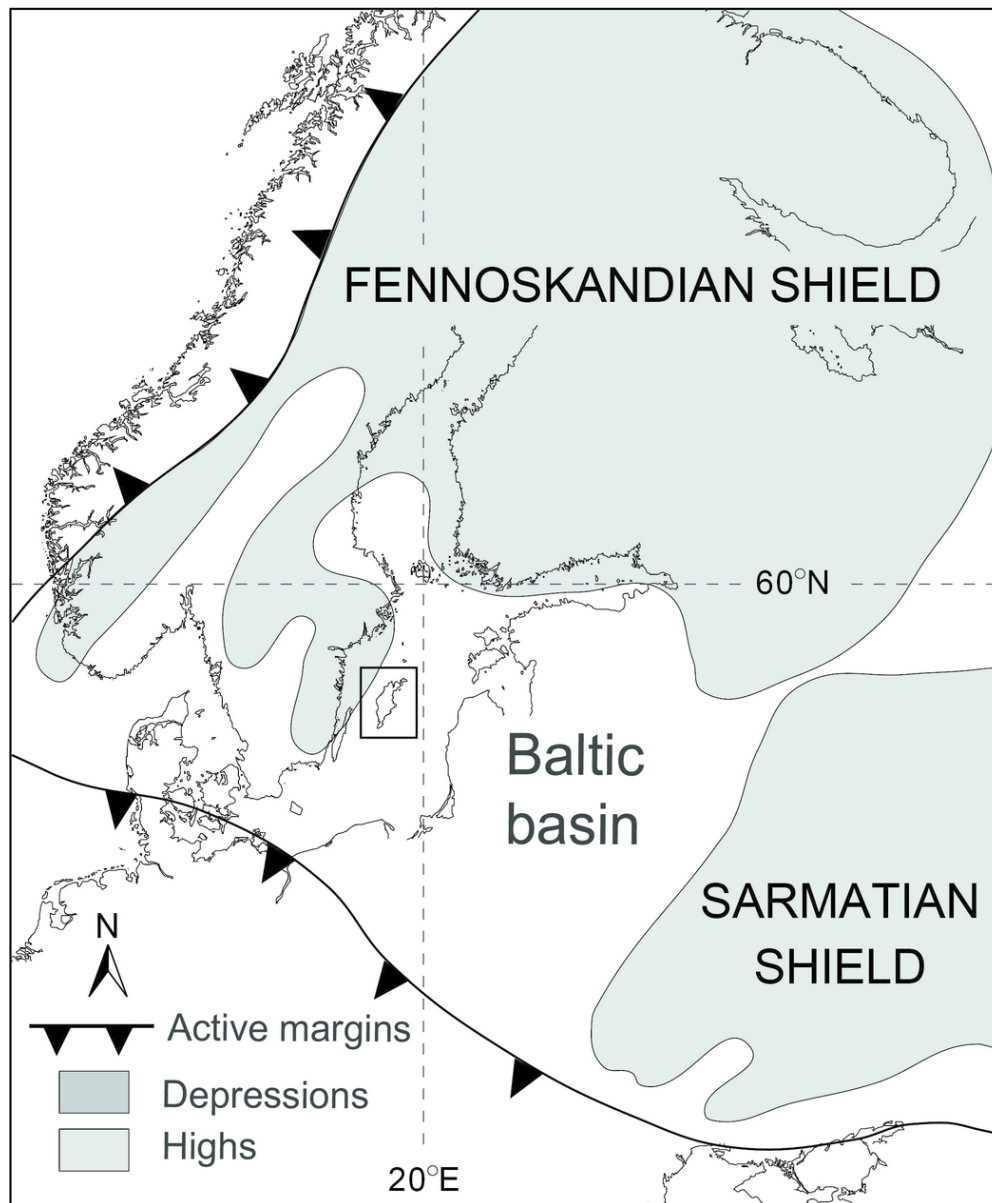 FENNOSKANDIAN SHIELD
60°N
Baltic
basin
SARMATIAN
SHIELD
N
Active margins
Depressions
Highs
20°E